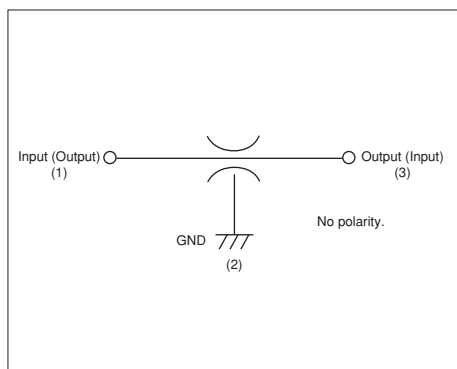 Input (Output)
(1)
Output (Input)
(3)
No polarity.
GND
(2)